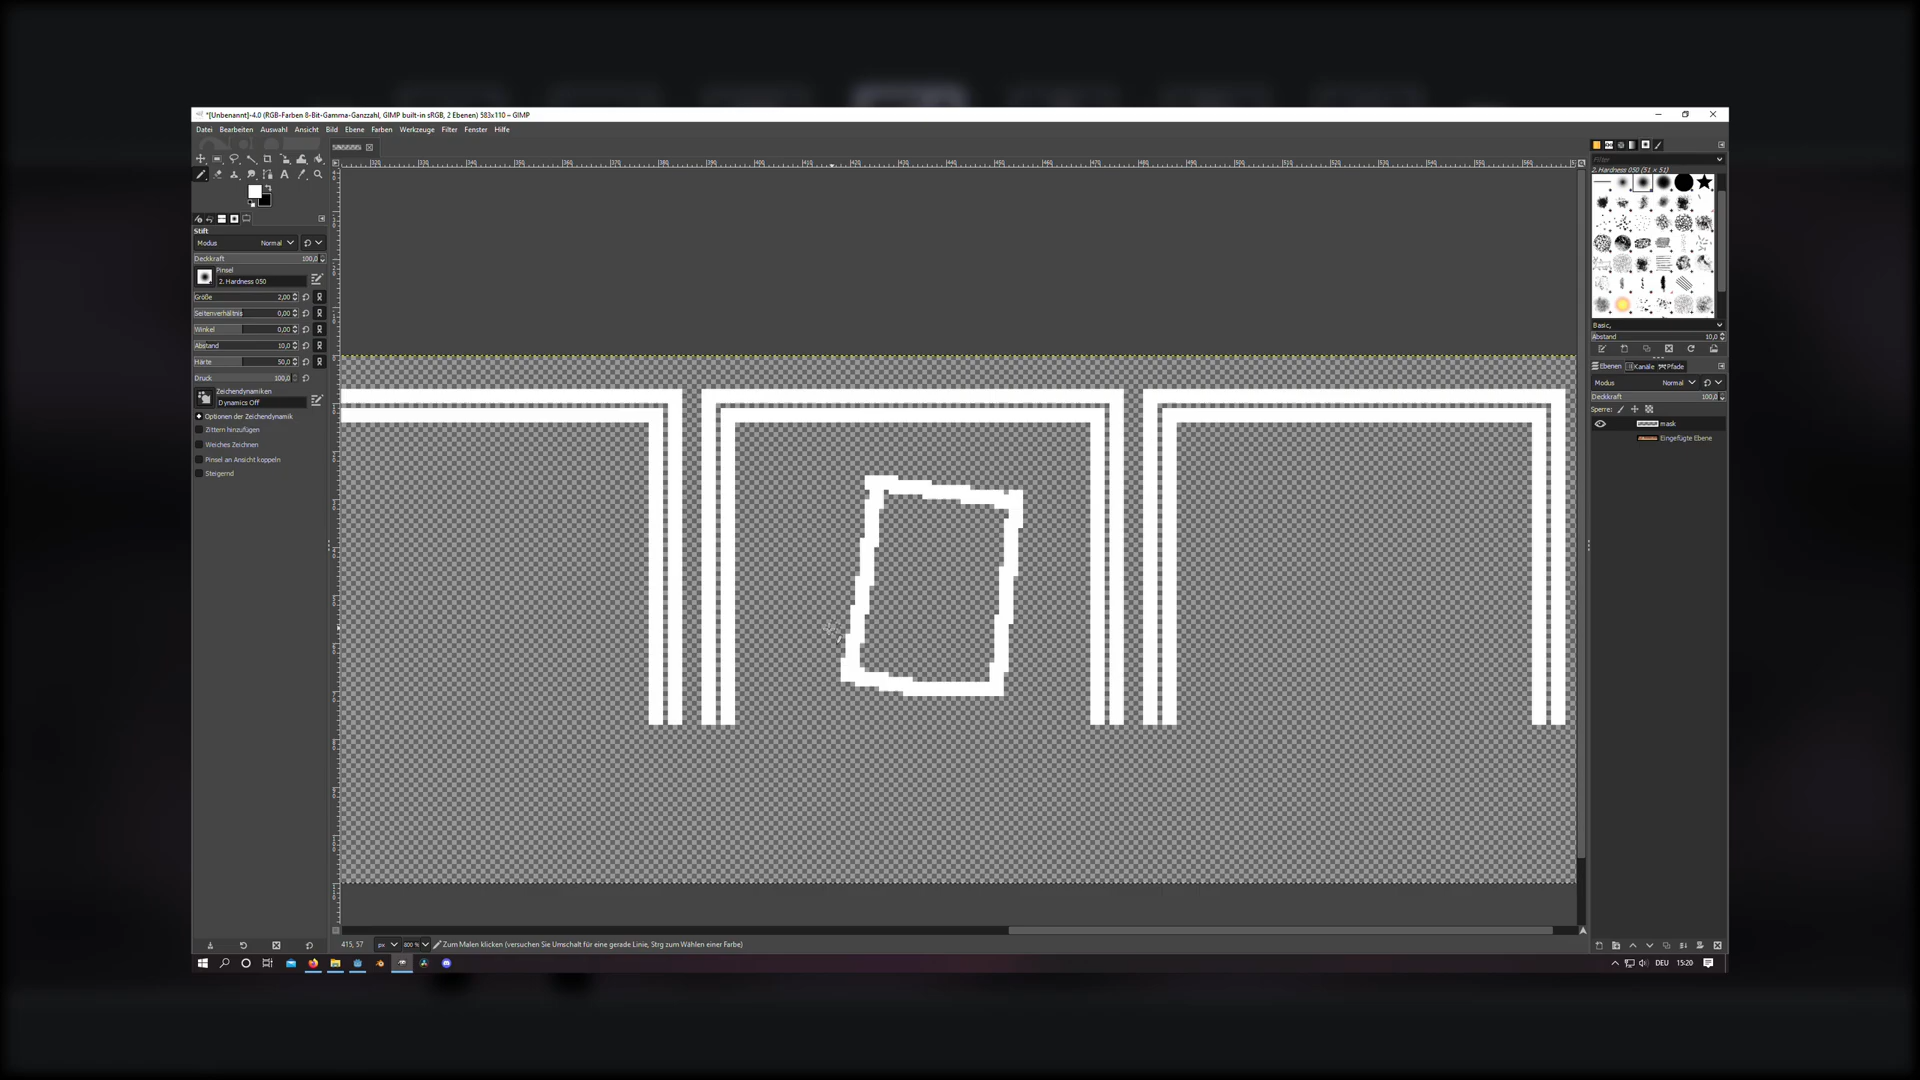 *[Unbenannt]-4.0 (RGB-Farben 8-Bit-Gamma-Ganzzahl, GIMP built-in sRGB, 2 Ebenen) 583x110 – GIMP
Datei Bearbeiten Auswahl Ansicht Bild Ebene Farben Werkzeuge Filter Fenster Hilfe
Filter
2. Hardness 050 (51 × 51)
Stift
Modus Normal
Deckkraft 100,0
Pinsel
2. Hardness 050
Größe 2,00
Seitenverhältnis 0,00
Winkel 0,00
Abstand 10,0
Härte 50,0
Druck 100,0
Zeichendynamiken
Dynamics Off
Optionen der Zeichendynamik
Zittern hinzufügen
Weiches Zeichnen
Pinsel an Ansicht koppeln
Steigernd
Basic,
Abstand 10,0
Ebenen Kanäle Pfade
Modus Normal
Deckkraft 100,0
Sperre:
mask
Eingefügte Ebene
415, 57 px 800 % Zum Malen klicken (versuchen Sie Umschalt für eine gerade Linie, Strg zum Wählen einer Farbe)
DEU 15:20